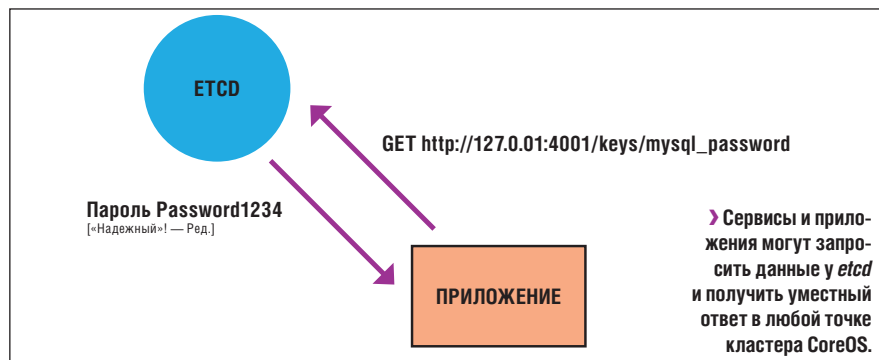 ETCD
GET http://127.0.01:4001/keys/mysql_password
Пароль Password1234
[«Надежный»! — Ред.]
ПРИЛОЖЕНИЕ
❯ Сервисы и прило-
жения могут запро-
сить данные у etcd
и получить уместный
ответ в любой точке
кластера CoreOS.